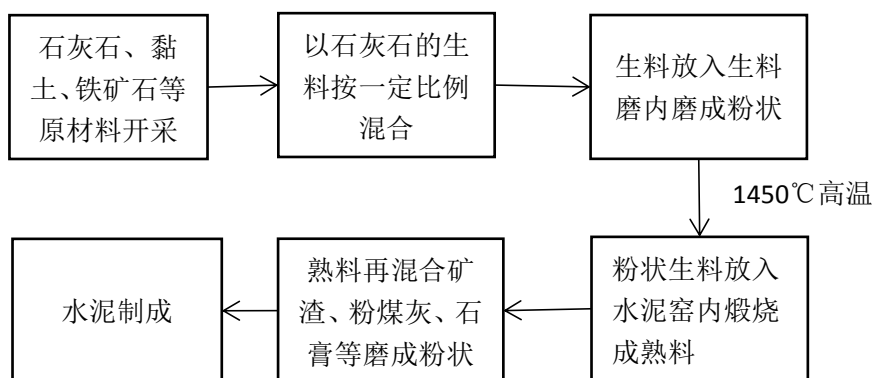 石灰石、黏
土、铁矿石等
原材料开采
以石灰石的生
料按一定比例
混合
生料放入生料
磨内磨成粉状
1450℃高温
粉状生料放入
水泥窑内煅烧
成熟料
熟料再混合矿
渣、粉煤灰、石
膏等磨成粉状
水泥制成